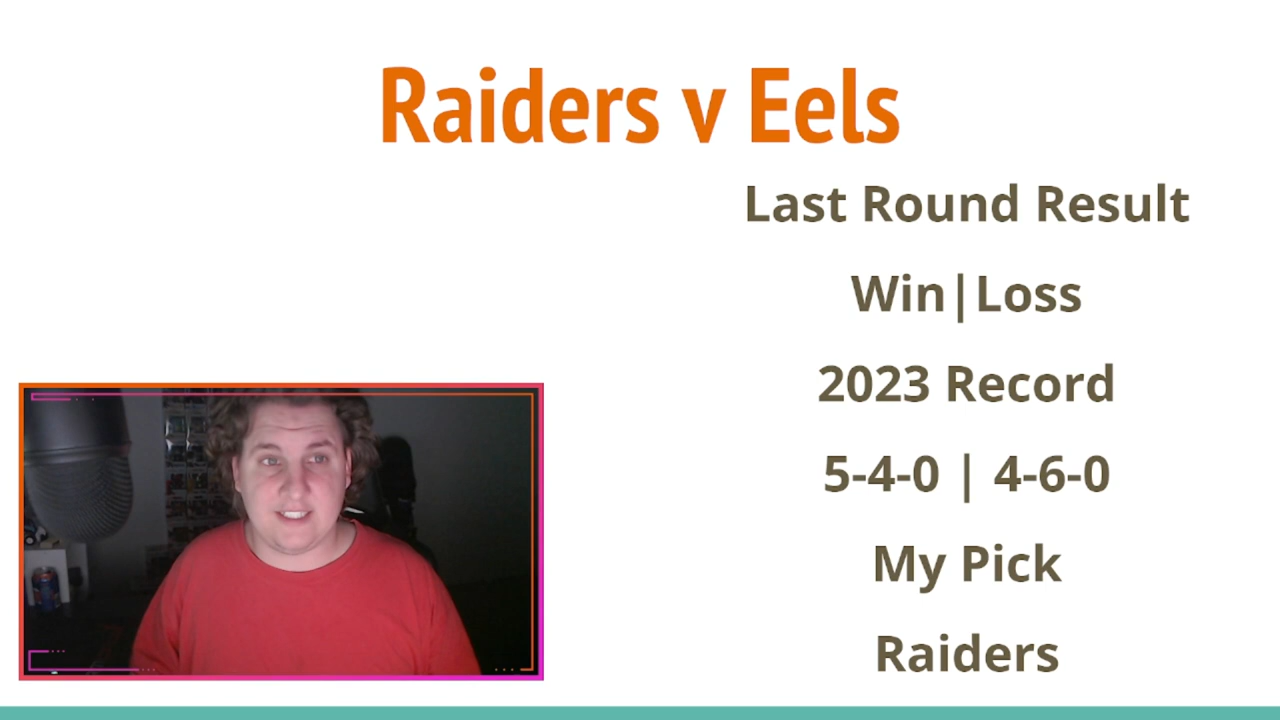 Raiders v Eels
Last Round Result
Win|Loss
2023 Record
5-4-0 | 4-6-0
My Pick
Raiders